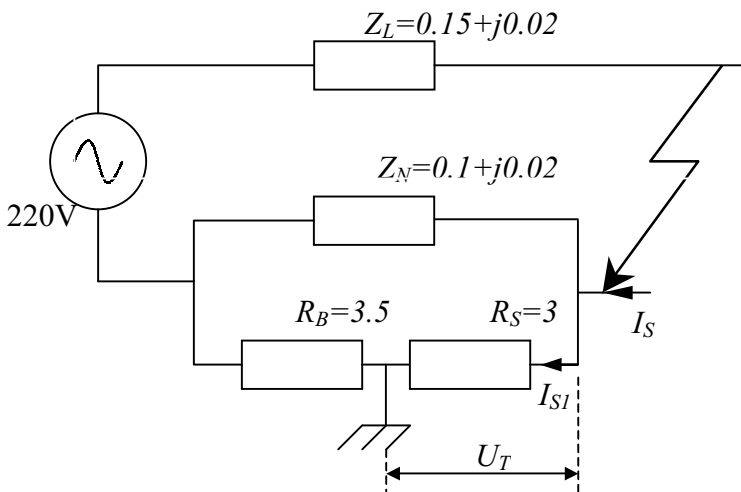 Z_L=0.15+j0.02
Z_N=0.1+j0.02
220V
R_B=3.5
R_S=3
I_S
I_S1
U_T